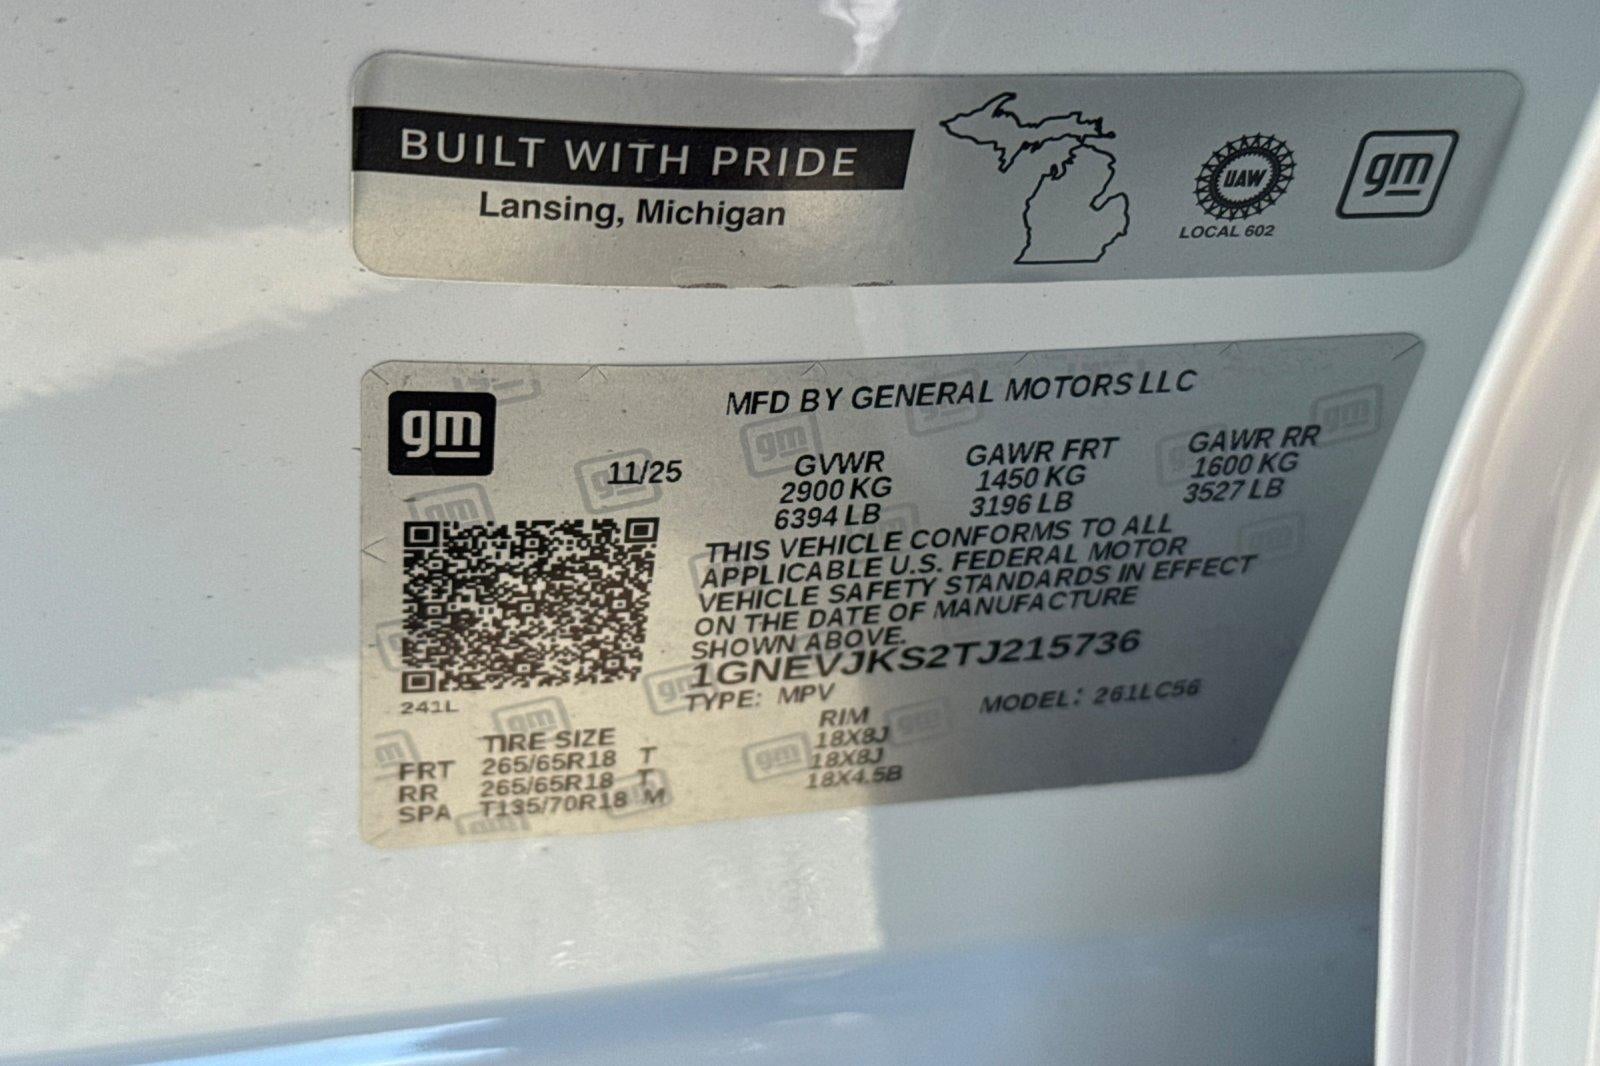 BUILT WITH PRIDE
Lansing, Michigan
UAW
LOCAL 602
gm
gm
MFD BY GENERAL MOTORS LLC
11/25
GVWR GAWR FRT GAWR RR
2900 KG 1450 KG 1600 KG
6394 LB 3196 LB 3527 LB
THIS VEHICLE CONFORMS TO ALL
APPLICABLE U.S. FEDERAL MOTOR
VEHICLE SAFETY STANDARDS IN EFFECT
ON THE DATE OF MANUFACTURE
SHOWN ABOVE.
1GNEVJKS2TJ215736
241L
TYPE: MPV MODEL: 261LC56
TIRE SIZE RIM
FRT 265/65R18 T 18X8J
RR 265/65R18 T 18X8J
SPA T135/70R18 M 18X4.5B